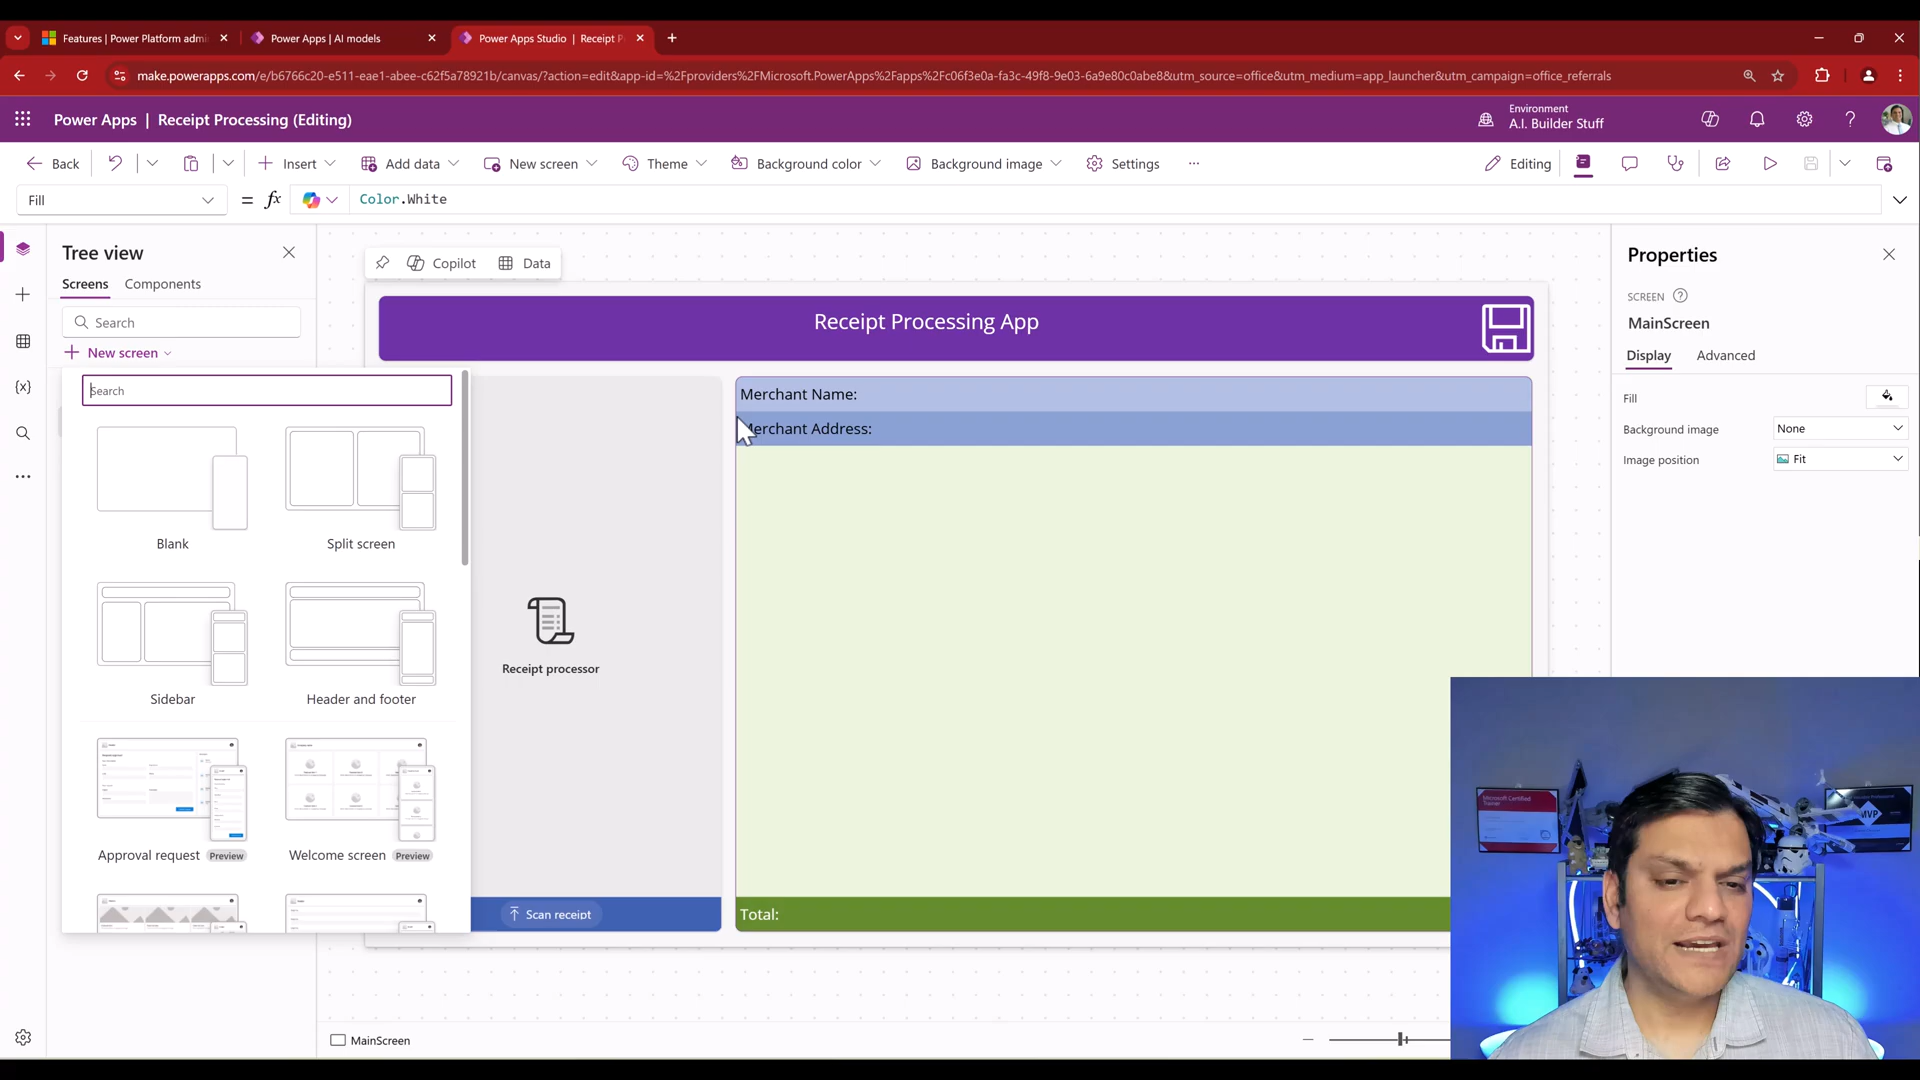 Features | Power Platform admi
Power Apps | AI models
Power Apps Studio | Receipt P
make.powerapps.com/e/b6766c20-e511-eae1-abee-c62f5a78921b/canvas/?action=edit&app-id=%2Fproviders%2FMicrosoft.PowerApps%2Fapps%2Fc06f3e0a-fa3c-49f8-9e03-6a9e80c0abe8&utm_source=office&utm_medium=app_launcher&utm_campaign=office_referrals
Power Apps | Receipt Processing (Editing)
Environment
A.I. Builder Stuff
Back
Insert
Add data
New screen
Theme
Background color
Background image
Settings
Editing
Fill
= fx
Color.White
Tree view
Screens
Components
Search
New screen
Search
Blank
Split screen
Sidebar
Header and footer
Approval request Preview
Welcome screen Preview
Copilot
Data
Receipt Processing App
Merchant Name:
Merchant Address:
Receipt processor
Scan receipt
Total:
MainScreen
Properties
SCREEN
MainScreen
Display
Advanced
Fill
Background image
None
Image position
Fit
Microsoft Certified
Trainer
MVP